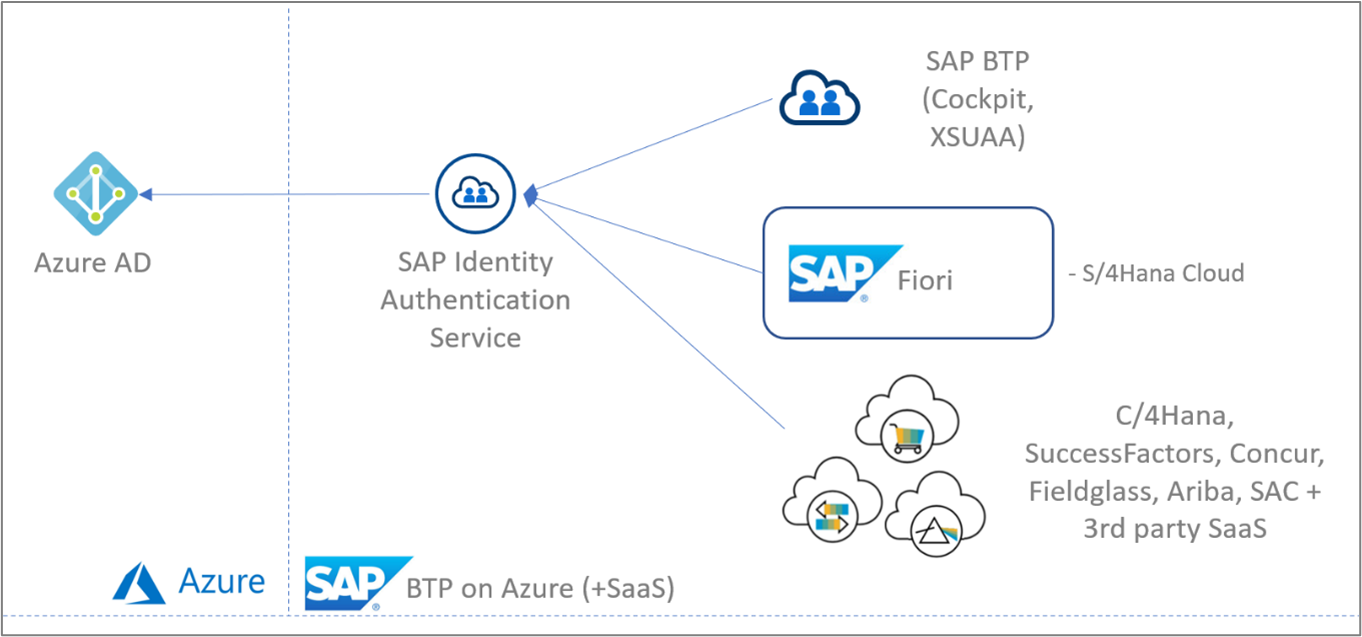 SAP BTP
(Cockpit,
XSUAA)
Azure AD
SAP Identity
Authentication
Service
SAP®
Fiori
- S/4Hana Cloud
C/4Hana,
SuccessFactors, Concur,
Fieldglass, Ariba, SAC +
3rd party SaaS
Azure
SAP®
BTP on Azure (+SaaS)